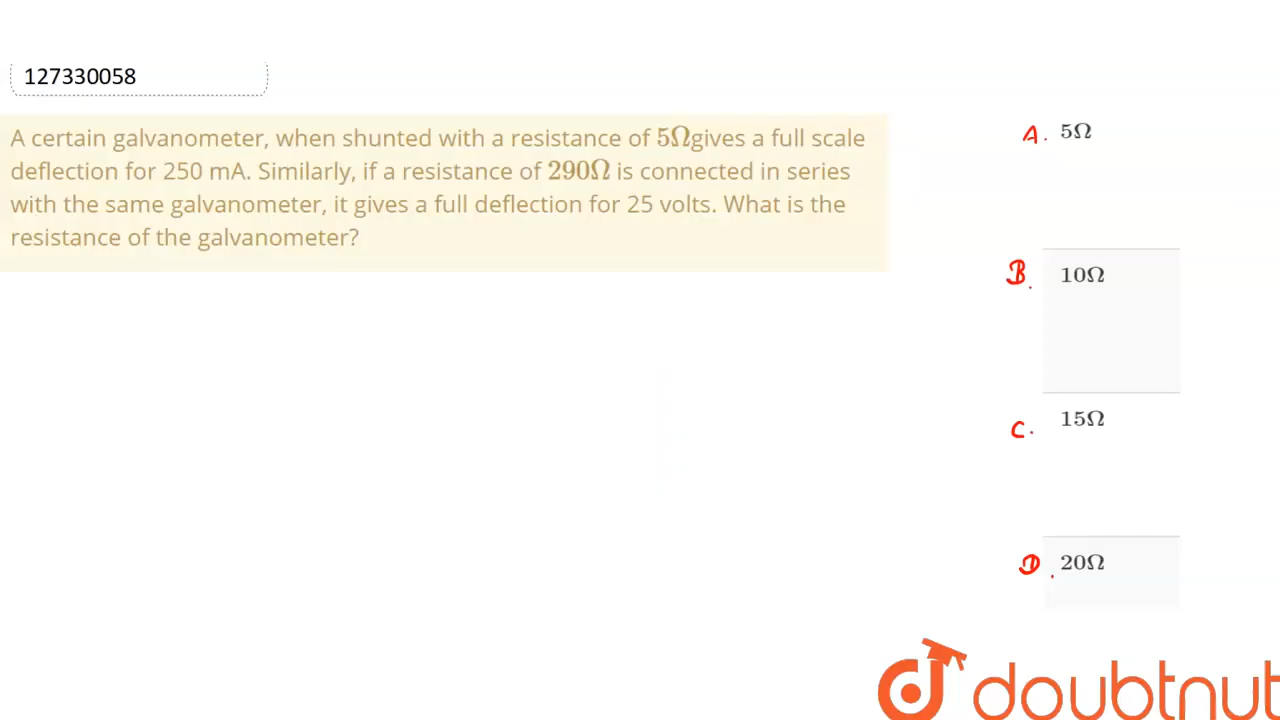 127330058
A certain galvanometer, when shunted with a resistance of 5Ωgives a full scale
deflection for 250 mA. Similarly, if a resistance of 290Ω is connected in series
with the same galvanometer, it gives a full deflection for 25 volts. What is the
resistance of the galvanometer?
A. 5Ω
B. 10Ω
C. 15Ω
D. 20Ω
doubtnut